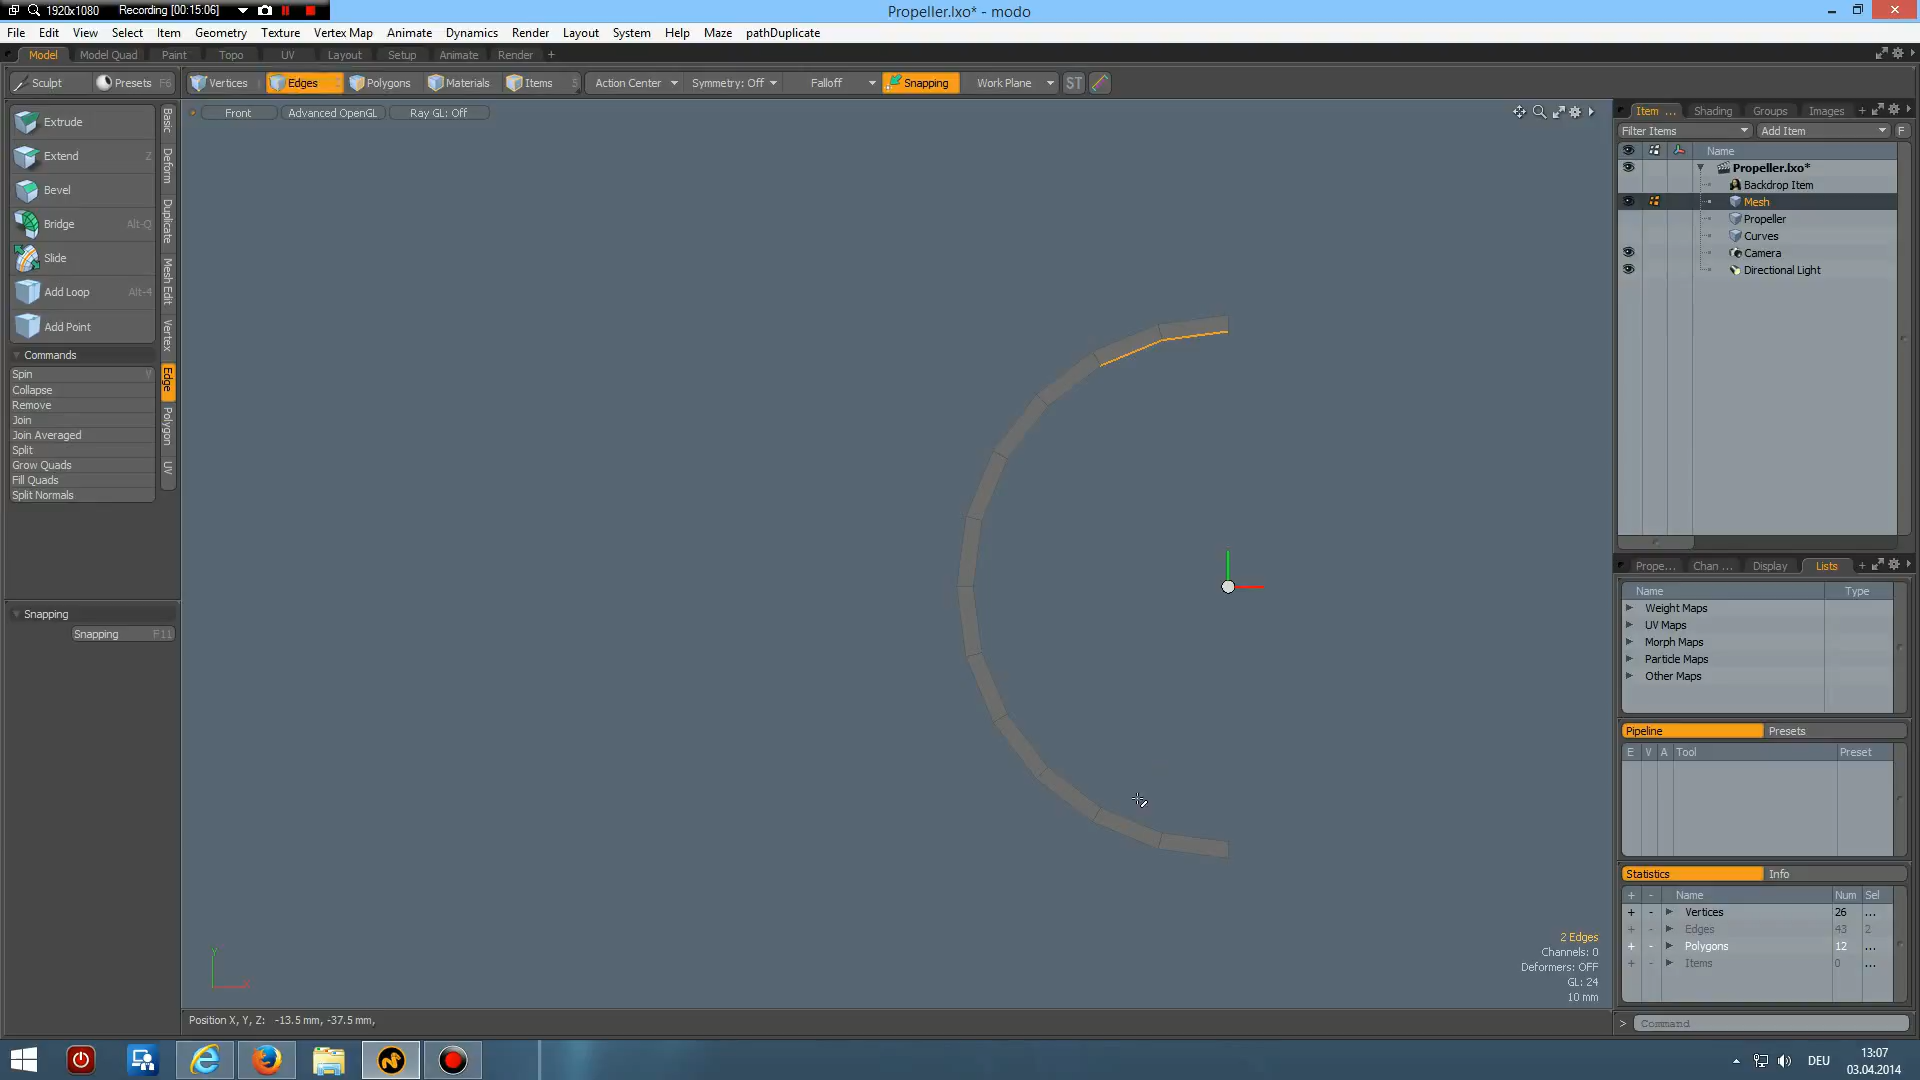 1920x1080 Recording [00:15:06] Propeller.lxo* - modo
File Edit View Select Item Geometry Texture Vertex Map Animate Dynamics Render Layout System Help Maze pathDuplicate
Model Model Quad Paint Topo UV Layout Setup Animate Render +
Sculpt Presets F6 Vertices Edges Polygons Materials Items 5 Action Center Symmetry: Off Falloff Snapping Work Plane ST
Front Advanced OpenGL Ray GL: Off
Extrude
Extend Z
Bevel
Bridge Alt-Q
Slide
Add Loop Alt-4
Add Point
Commands
Spin V
Collapse
Remove
Join
Join Averaged
Split
Grow Quads
Fill Quads
Split Normals
Basic
Deform
Duplicate
Mesh Edit
Vertex
Edge
Polygon
UV
Snapping
Snapping F11
Item ... Shading Groups Images +
Filter Items Add Item F
Name
Propeller.lxo*
Backdrop Item
Mesh
Propeller
Curves
Camera
Directional Light
Prope... Chan ... Display Lists +
Name Type
Weight Maps
UV Maps
Morph Maps
Particle Maps
Other Maps
Pipeline Presets
E V A Tool Preset
Statistics Info
+ - Name Num Sel
+ - Vertices 26 ...
+ - Edges 43 2
+ - Polygons 12 ...
+ - Items 0 ...
2 Edges
Channels: 0
Deformers: OFF
GL: 24
10 mm
Y
X
Position X, Y, Z: -13.5 mm, -37.5 mm,
> Command
DEU
13:07
03.04.2014